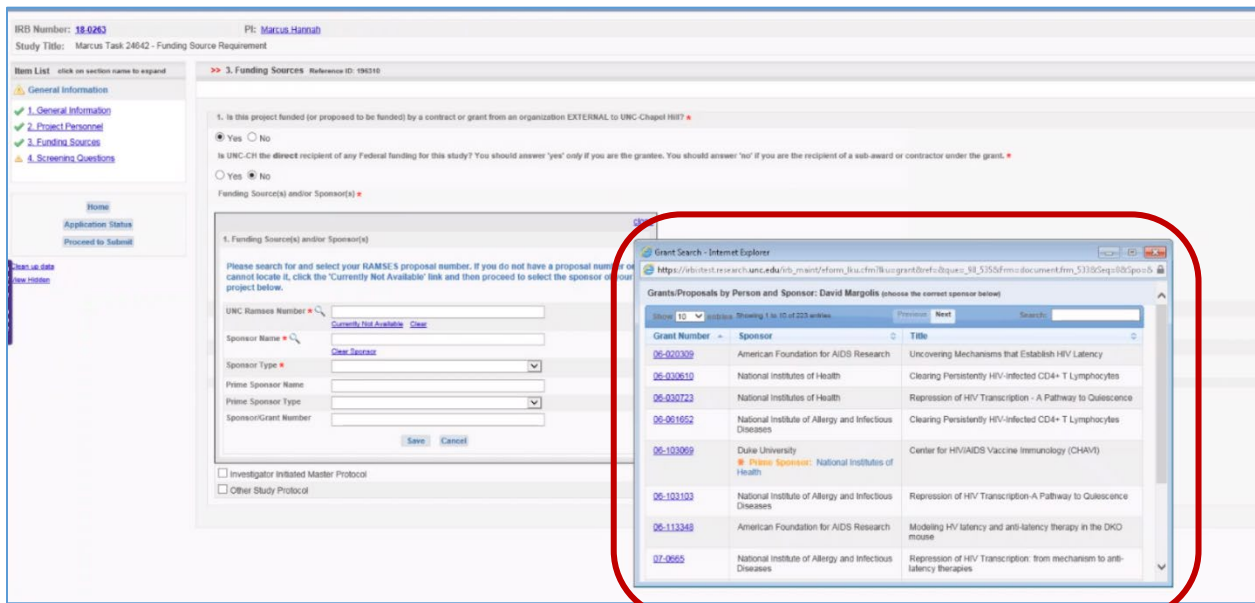 IRB Number: 18-0263 PI: Marcus Hannah
Study Title: Marcus Task 24642 - Funding Source Requirement
Item List click on section name to expand
General Information
1. General Information
2. Project Personnel
3. Funding Sources
4. Screening Questions
Home
Application Status
Proceed to Submit
Clean up data
View Hidden
>> 3. Funding Sources Reference ID: 196310
1. Is this project funded (or proposed to be funded) by a contract or grant from an organization EXTERNAL to UNC-Chapel Hill? *
Yes No
Is UNC-CH the direct recipient of any Federal funding for this study? You should answer 'yes' only if you are the grantee. You should answer 'no' if you are the recipient of a sub-award or contractor under the grant. *
Yes No
Funding Source(s) and/or Sponsor(s) *
close
1. Funding Source(s) and/or Sponsor(s)
Please search for and select your RAMSES proposal number. If you do not have a proposal number or
cannot locate it, click the 'Currently Not Available' link and then proceed to select the sponsor of your
project below.
UNC Ramses Number *
Currently Not Available Clear
Sponsor Name *
Clear Sponsor
Sponsor Type *
Prime Sponsor Name
Prime Sponsor Type
Sponsor/Grant Number
Save Cancel
Investigator Initiated Master Protocol
Other Study Protocol
Grant Search - Internet Explorer
Grants/Proposals by Person and Sponsor: David Margolis (choose the correct sponsor below)
Show 10 entries Showing 1 to 10 of 223 entries Previous Next Search:
Grant Number Sponsor Title
06-020309 American Foundation for AIDS Research Uncovering Mechanisms that Establish HIV Latency
06-030610 National Institutes of Health Clearing Persistently HIV-Infected CD4+ T Lymphocytes
06-030723 National Institutes of Health Repression of HIV Transcription - A Pathway to Quiescence
06-061652 National Institute of Allergy and Infectious Clearing Persistently HIV-Infected CD4+ T Lymphocytes
Diseases
06-103069 Duke University Center for HIV/AIDS Vaccine Immunology (CHAVI)
Prime Sponsor: National Institutes of
Health
06-103103 National Institute of Allergy and Infectious Repression of HIV Transcription-A Pathway to Quiescence
Diseases
06-113348 American Foundation for AIDS Research Modeling HV latency and anti-latency therapy in the DKO
mouse
07-0665 National Institute of Allergy and Infectious Repression of HIV Transcription: from mechanism to anti-
Diseases latency therapies